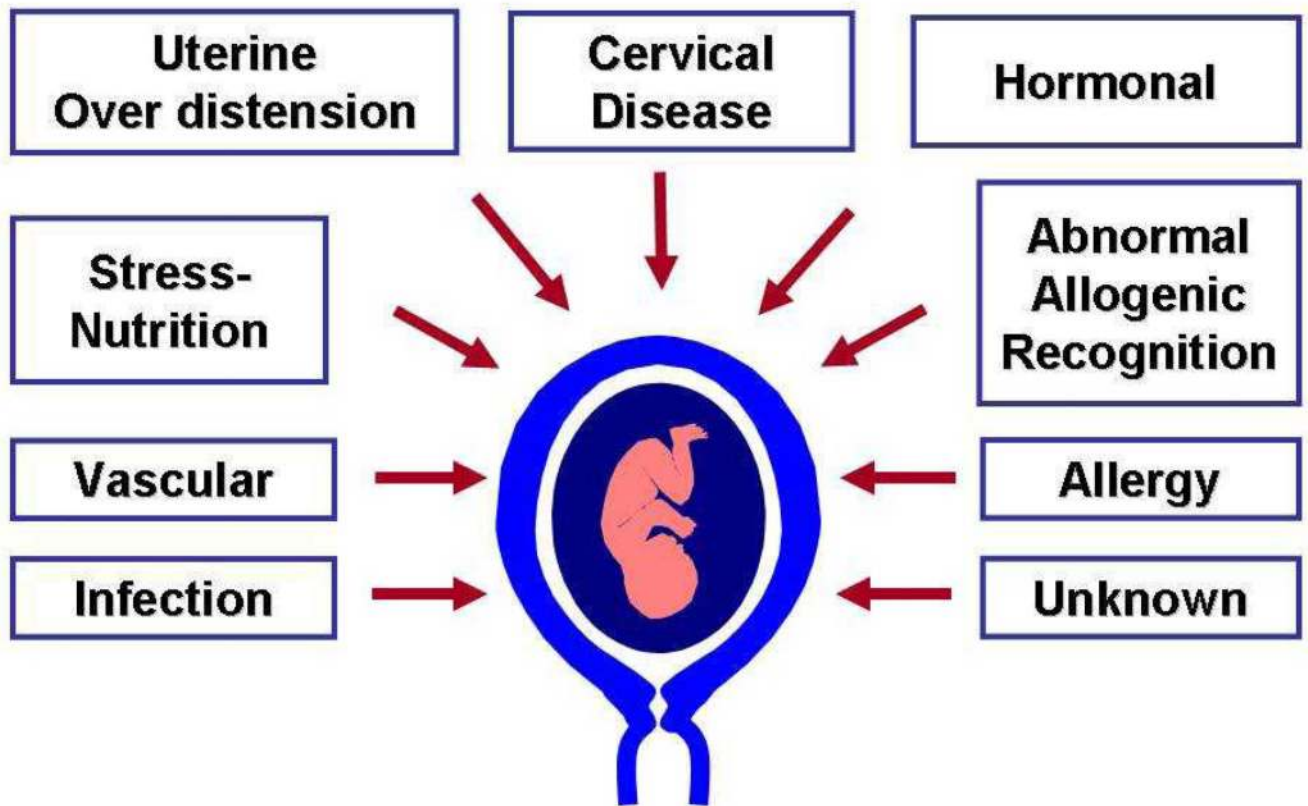 Uterine
Over distension
Cervical
Disease
Hormonal
Stress-
Nutrition
Abnormal
Allogenic
Recognition
Vascular
Allergy
Infection
Unknown